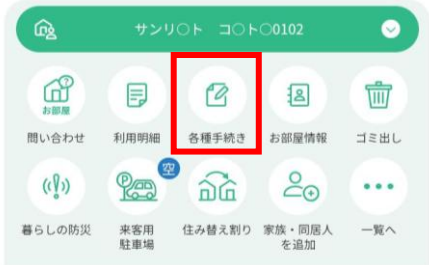 サンリ○ト コ○ト○0102
お部屋
問い合わせ
利用明細
各種手続き
お部屋情報
ゴミ出し
空
暮らしの防災
来客用
駐車場
住み替え割り
家族・同居人
を追加
一覧へ